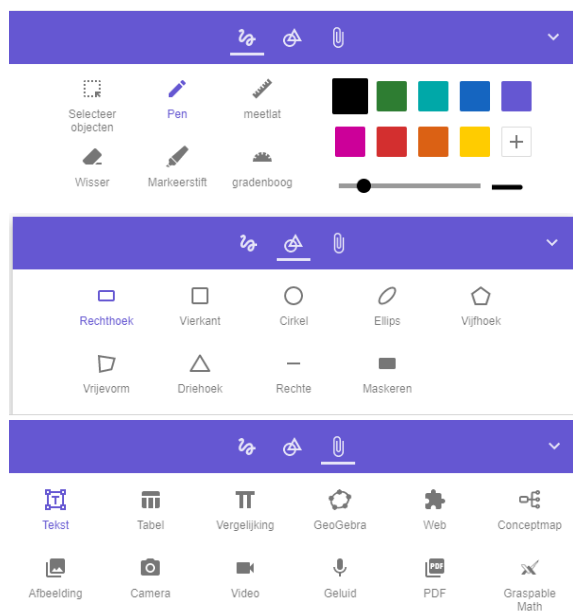 Selecteer
objecten
Pen
meetlat
Wisser
Markeerstift
gradenboog
Rechthoek
Vierkant
Cirkel
Ellips
Vijfhoek
Vrijevorm
Driehoek
Rechte
Maskeren
Tekst
Tabel
Vergelijking
GeoGebra
Web
Conceptmap
PDF
Afbeelding
Camera
Video
Geluid
PDF
Graspable
Math